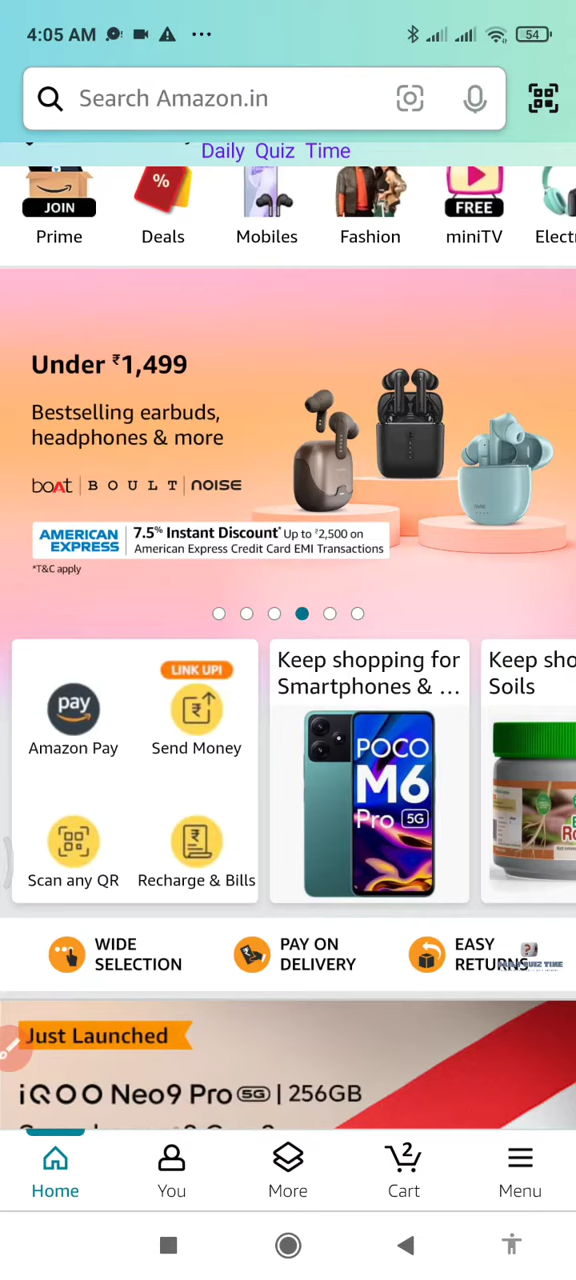 4:05 AM
54
Search Amazon.in
Daily Quiz Time
%
JOIN
FREE
Prime
Deals
Mobiles
Fashion
miniTV
Electr
Under ₹1,499
Bestselling earbuds,
headphones & more
boAt | BOULT | NOISE
AMERICAN EXPRESS
7.5% Instant Discount* Up to ₹2,500 on
American Express Credit Card EMI Transactions
*T&C apply
pay
Amazon Pay
LINK UP!
Send Money
Scan any QR
Recharge & Bills
Keep shopping for
Smartphones & ...
POCO
M6
Pro 5G
Keep sho
Soils
WIDE
SELECTION
PAY ON
DELIVERY
EASY
RETURNS
QUIZ TIME
Just Launched
iQOO Neo9 Pro 5G | 256GB
2
Home
You
More
Cart
Menu